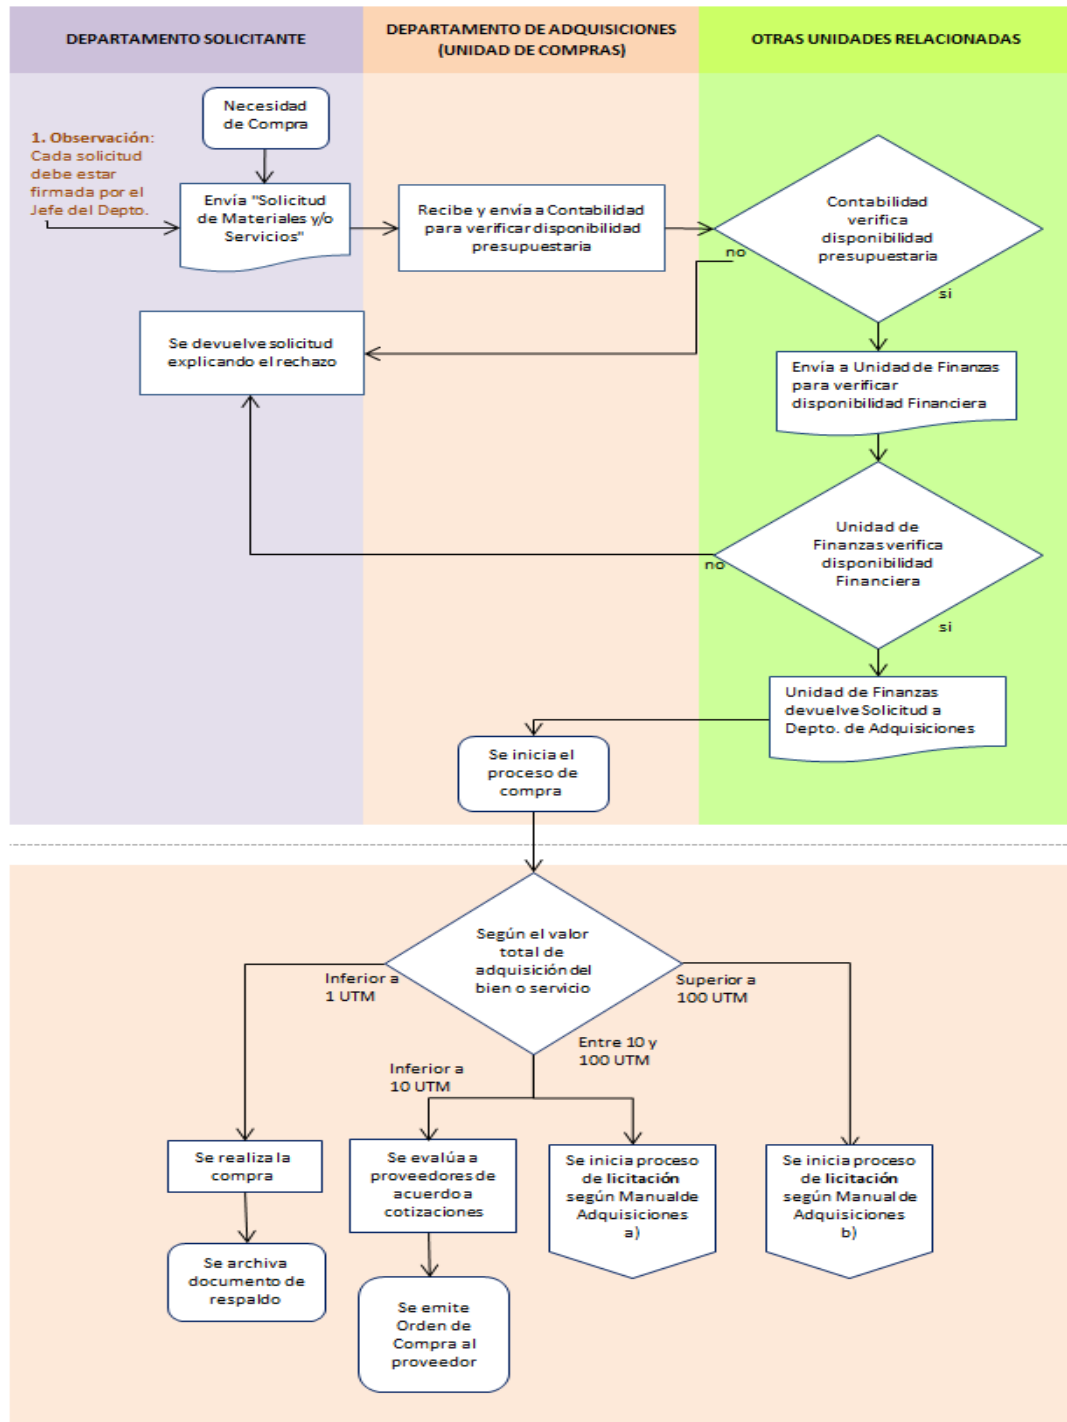 DEPARTAMENTO SOLICITANTE
DEPARTAMENTO DE ADQUISICIONES
(UNIDAD DE COMPRAS)
OTRAS UNIDADES RELACIONADAS
Necesidad
de Compra
1. Observación:
Cada solicitud
debe estar
firmada por el
Jefe del Depto.
Envía "Solicitud
de Materiales y/o
Servicios"
Recibe y envía a Contabilidad
para verificar disponibilidad
presupuestaria
Contabilidad
verifica
disponibilidad
presupuestaria
no
si
Se devuelve solicitud
explicando el rechazo
Envía a Unidad de Finanzas
para verificar
disponibilidad Financiera
Unidad de
Finanzas verifica
disponibilidad
Financiera
no
si
Unidad de Finanzas
devuelve Solicitud a
Depto. de Adquisiciones
Se inicia el
proceso de
compra
Según el valor
total de
adquisición del
bien o servicio
Inferior a
1 UTM
Superior a
100 UTM
Entre 10 y
100 UTM
Inferior a
10 UTM
Se realiza la
compra
Se evalúa a
proveedores de
acuerdo a
cotizaciones
Se inicia proceso
de licitación
según Manual de
Adquisiciones
a)
Se inicia proceso
de licitación
según Manual de
Adquisiciones
b)
Se archiva
documento de
respaldo
Se emite
Orden de
Compra al
proveedor